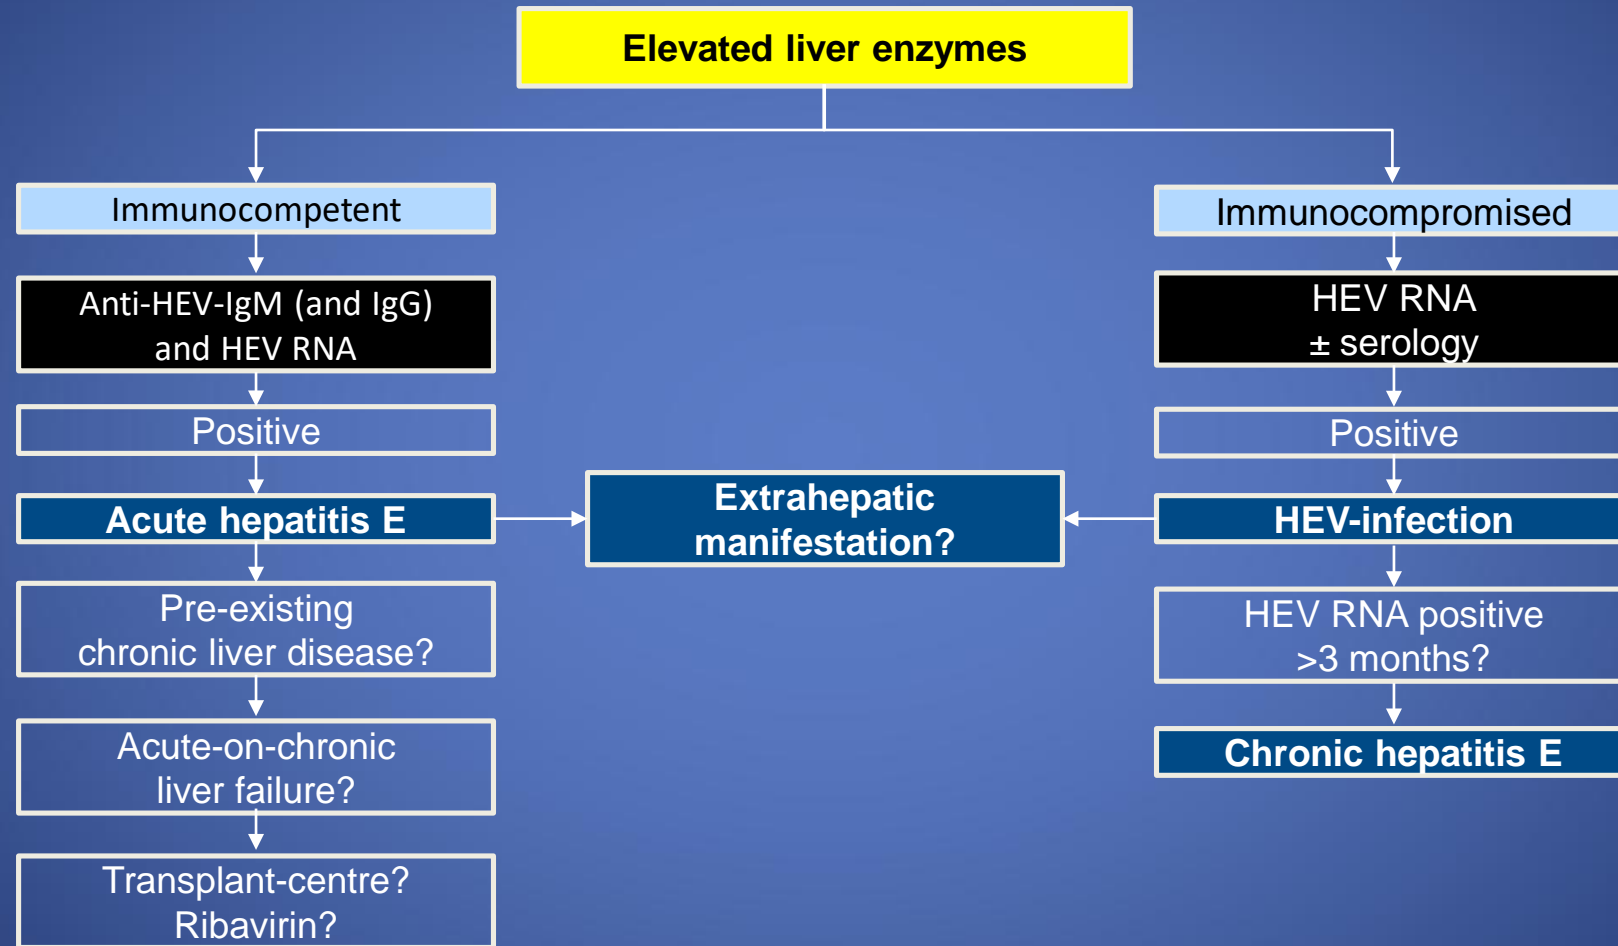 Elevated liver enzymes
Immunocompetent
Anti-HEV-IgM (and IgG)
and HEV RNA
Positive
Acute hepatitis E
Pre-existing
chronic liver disease?
Acute-on-chronic
liver failure?
Transplant-centre?
Ribavirin?
Extrahepatic
manifestation?
Immunocompromised
HEV RNA
± serology
Positive
HEV-infection
HEV RNA positive
>3 months?
Chronic hepatitis E